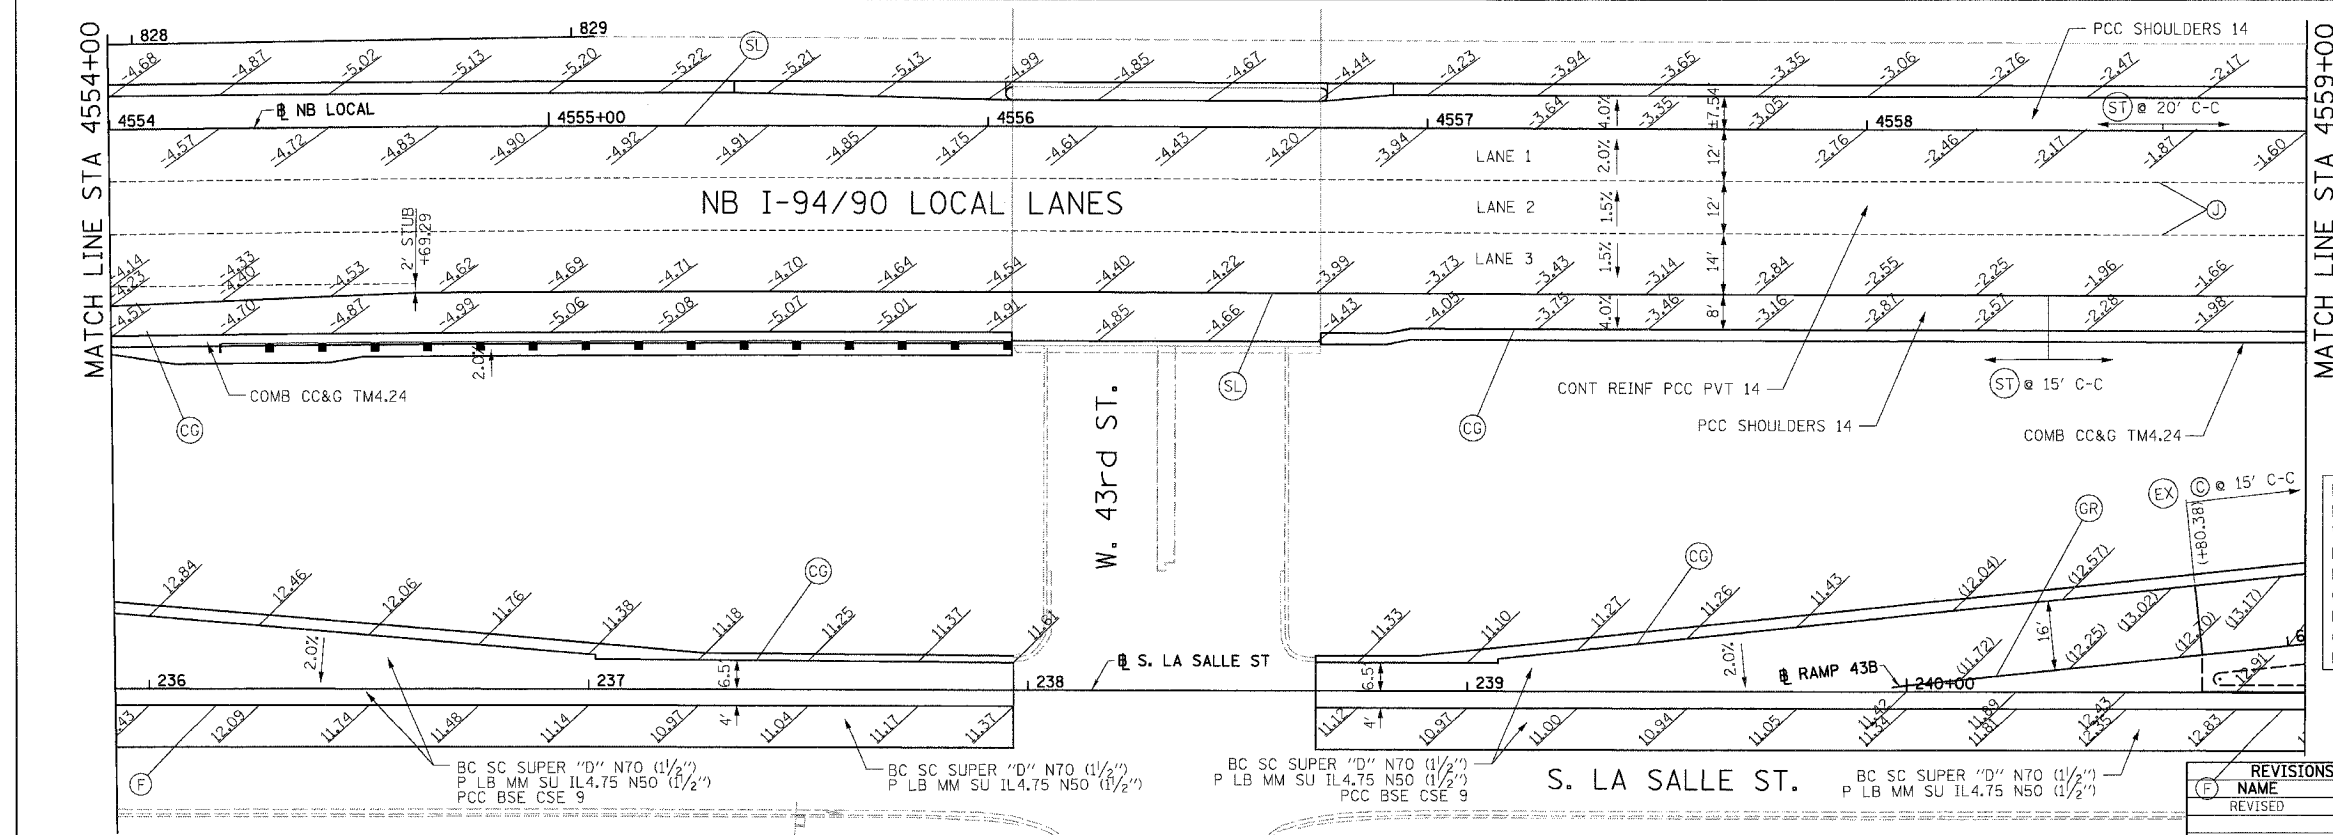 MATCH LINE STA 4554+00
828
829
SL
PCC SHOULDERS 14
MATCH LINE STA 4559+00
-4.68 -4.87 -5.02 -5.13 -5.20 -5.22 -5.21 -5.13 -4.99 -4.85 -4.67 -4.44 -4.23 -3.94 -3.65 -3.35 -3.06 -2.76 -2.47 -2.17
℄ NB LOCAL
4554
4555+00
4556
4557
4558
-3.64 -3.35 -3.05
4.0%
±7.54'
ST @ 20' C-C
-4.57 -4.72 -4.83 -4.90 -4.92 -4.91 -4.85 -4.75 -4.61 -4.43 -4.20 -3.94 -2.76 -2.46 -2.17 -1.87 -1.60
LANE 1
2.0%
12'
NB I-94/90 LOCAL LANES
LANE 2
1.5%
12'
J
2' STUB
+69.29
LANE 3
1.5%
14'
-4.14 -4.33
-4.23 -4.40 -4.53 -4.62 -4.69 -4.71 -4.70 -4.64 -4.54 -4.40 -4.22 -3.99 -3.73 -3.43 -3.14 -2.84 -2.55 -2.25 -1.96 -1.66
-4.51 -4.70 -4.87 -4.99 -5.06 -5.08 -5.07 -5.01 -4.91 -4.85 -4.66 -4.43 -4.05 -3.75 -3.46 -3.16 -2.87 -2.57 -2.28 -1.98
4.0%
8'
2.0%
COMB CC&G TM4.24
CG
SL
CG
CONT REINF PCC PVT 14
ST @ 15' C-C
PCC SHOULDERS 14
COMB CC&G TM4.24
W. 43rd ST.
EX C @ 15' C-C
GR
(+80.38)
CG
CG
12.84 12.46 12.06 11.76 11.38 11.18 11.25 11.37 11.61 11.33 11.10 11.27 11.26 11.43 (12.04) (12.57)
(11.72) (12.25) (13.02) (12.70) (13.17)
16'
2.0%
6.5'
℄ S. LA SALLE ST
6.5'
2.0%
℄ RAMP 43B
12.91
236
237
238
239
240+00
6
.43 12.09 11.74 11.48 11.14 10.97 11.04 11.17 11.37 11.12 10.97 11.00 10.94 11.05 11.34 11.81 12.35 12.83
11.42 11.89 12.43
4'
4'
F
BC SC SUPER "D" N70 (1½")
P LB MM SU IL4.75 N50 (1½")
PCC BSE CSE 9
BC SC SUPER "D" N70 (1½")
P LB MM SU IL4.75 N50 (1½")
BC SC SUPER "D" N70 (1½")
P LB MM SU IL4.75 N50 (1½")
PCC BSE CSE 9
S. LA SALLE ST.
BC SC SUPER "D" N70 (1½")
P LB MM SU IL4.75 N50 (1½")
REVISIONS
F
NAME
REVISED